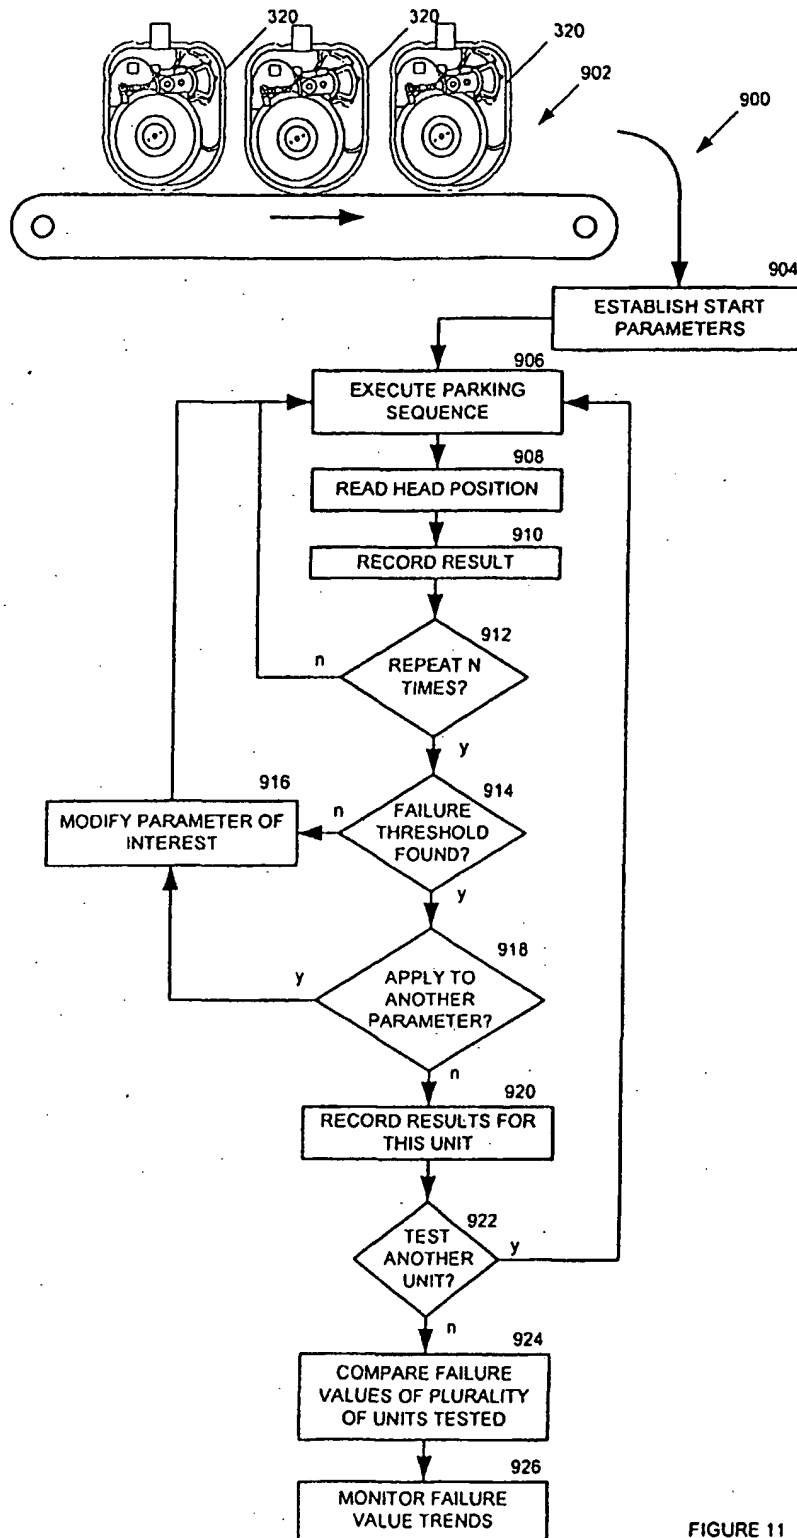 320
320
320
902
900
904
ESTABLISH START
PARAMETERS
906
EXECUTE PARKING
SEQUENCE
908
READ HEAD POSITION
910
RECORD RESULT
912
n
REPEAT N
TIMES?
y
916
MODIFY PARAMETER OF
INTEREST
n
914
FAILURE
THRESHOLD
FOUND?
y
918
y
APPLY TO
ANOTHER
PARAMETER?
n
920
RECORD RESULTS FOR
THIS UNIT
922
TEST
ANOTHER
UNIT?
y
n
924
COMPARE FAILURE
VALUES OF PLURALITY
OF UNITS TESTED
926
MONITOR FAILURE
VALUE TRENDS
FIGURE 11